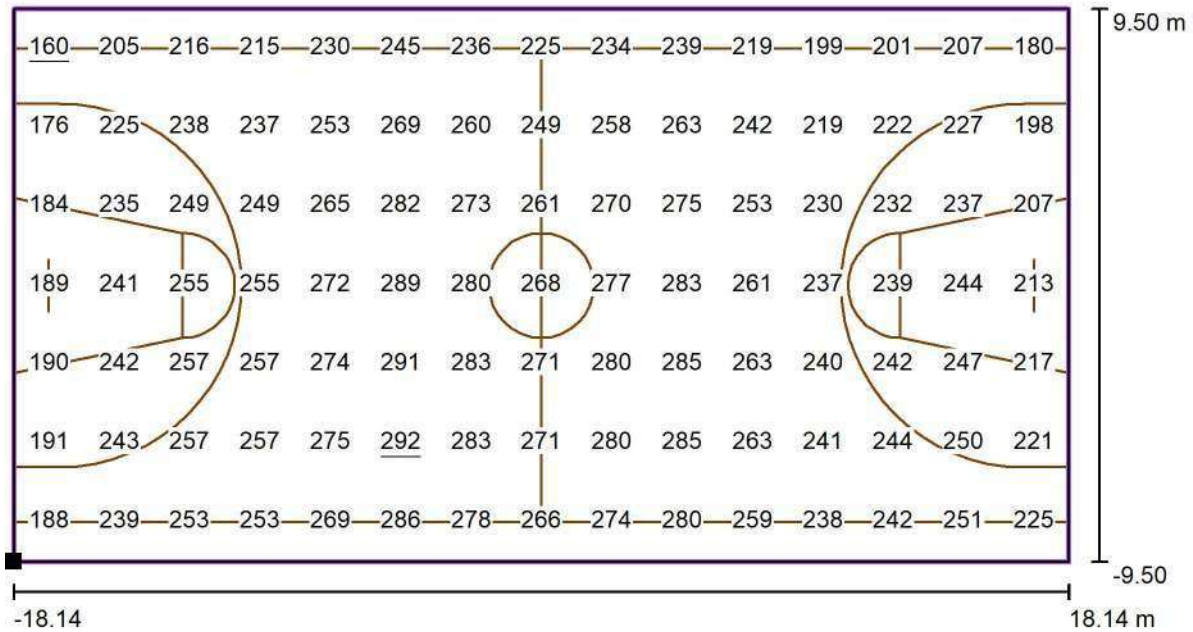 9.50 m
160 205 216 215 230 245 236 225 234 239 219 199 201 207 180
176 225 238 237 253 269 260 249 258 263 242 219 222 227 198
184 235 249 249 265 282 273 261 270 275 253 230 232 237 207
189 241 255 255 272 289 280 268 277 283 261 237 239 244 213
190 242 257 257 274 291 283 271 280 285 263 240 242 247 217
191 243 257 257 275 292 283 271 280 285 263 241 244 250 221
188 239 253 253 269 286 278 266 274 280 259 238 242 251 225
-9.50
-18.14 18.14 m